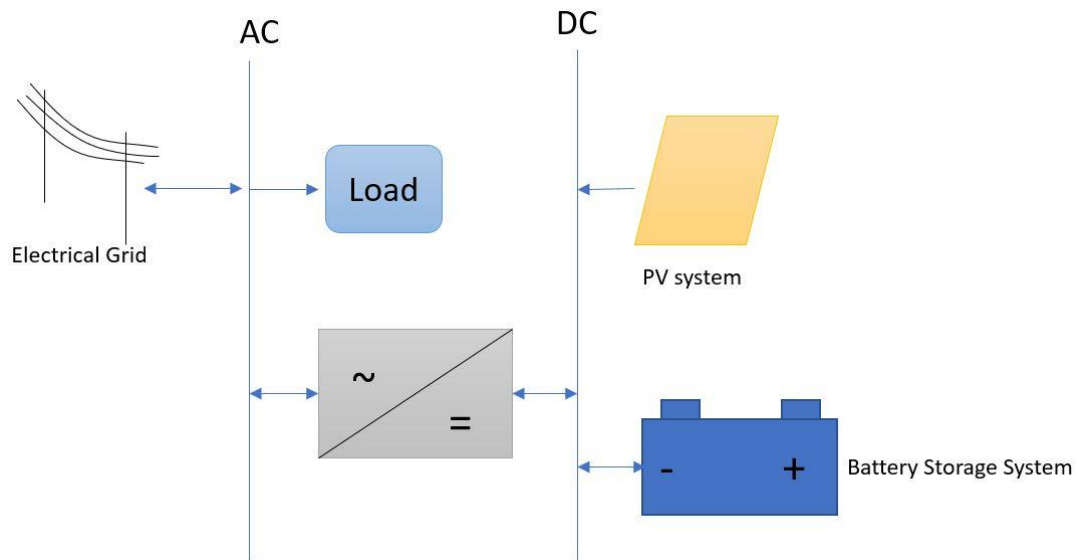 AC
DC
Load
Electrical Grid
PV system
~
=
- +
Battery Storage System